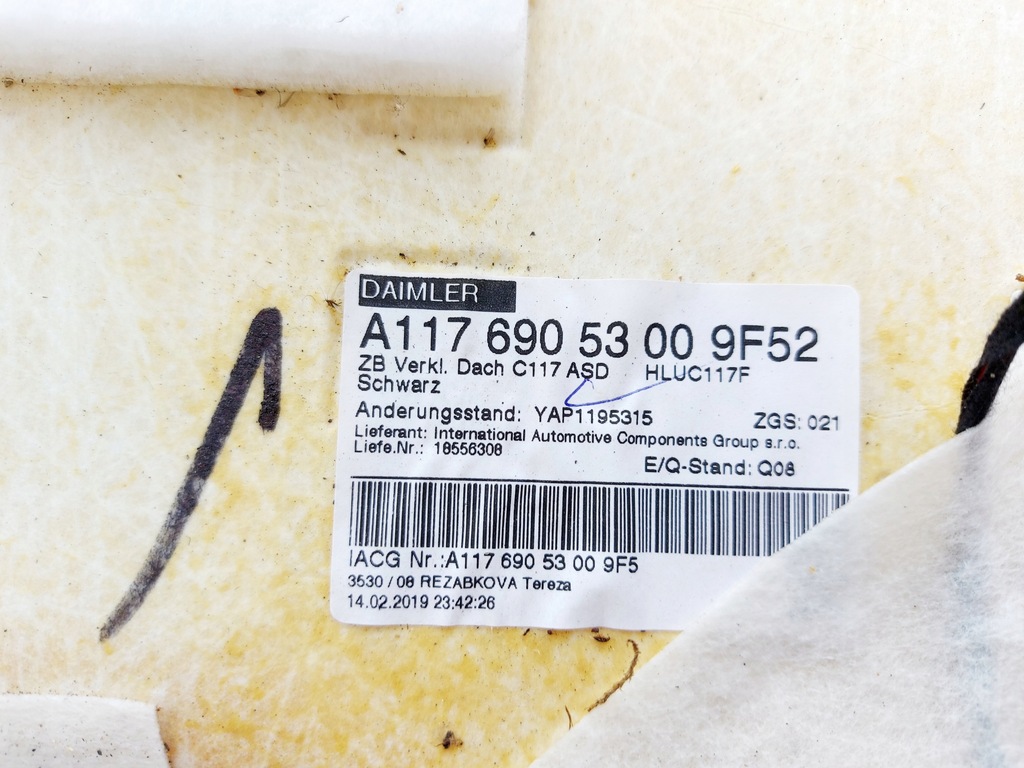 DAIMLER
A117 690 53 00 9F52
ZB Verkl. Dach C117 ASD HLUC117F
Schwarz
Anderungsstand: YAP1195315 ZGS: 021
Lieferant: International Automotive Components Group s.r.o.
Liefe.Nr.: 16556306
E/Q-Stand: Q08
IACG Nr.:A117 690 53 00 9F5
3530 / 08 REZABKOVA Tereza
14.02.2019 23:42:26